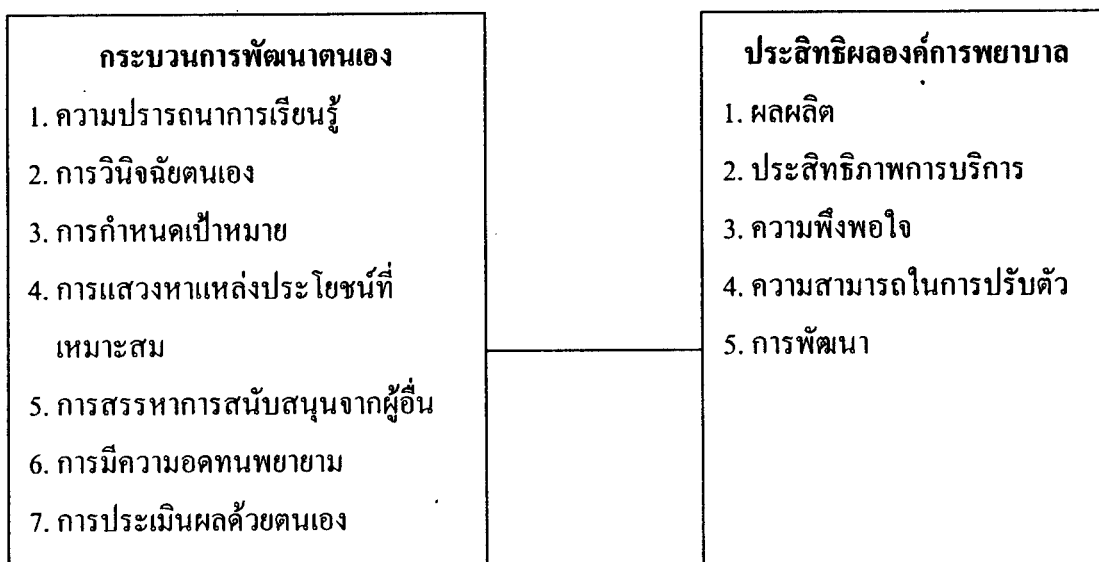 กระบวนการพัฒนาตนเอง
1. ความปรารถนาการเรียนรู้
2. การวินิจฉัยตนเอง
3. การกำหนดเป้าหมาย
4. การแสวงหาแหล่งประโยชน์ที่
เหมาะสม
5. การสรรหาการสนับสนุนจากผู้อื่น
6. การมีความอดทนพยายาม
7. การประเมินผลด้วยตนเอง
ประสิทธิผลองค์การพยาบาล
1. ผลผลิต
2. ประสิทธิภาพการบริการ
3. ความพึงพอใจ
4. ความสามารถในการปรับตัว
5. การพัฒนา